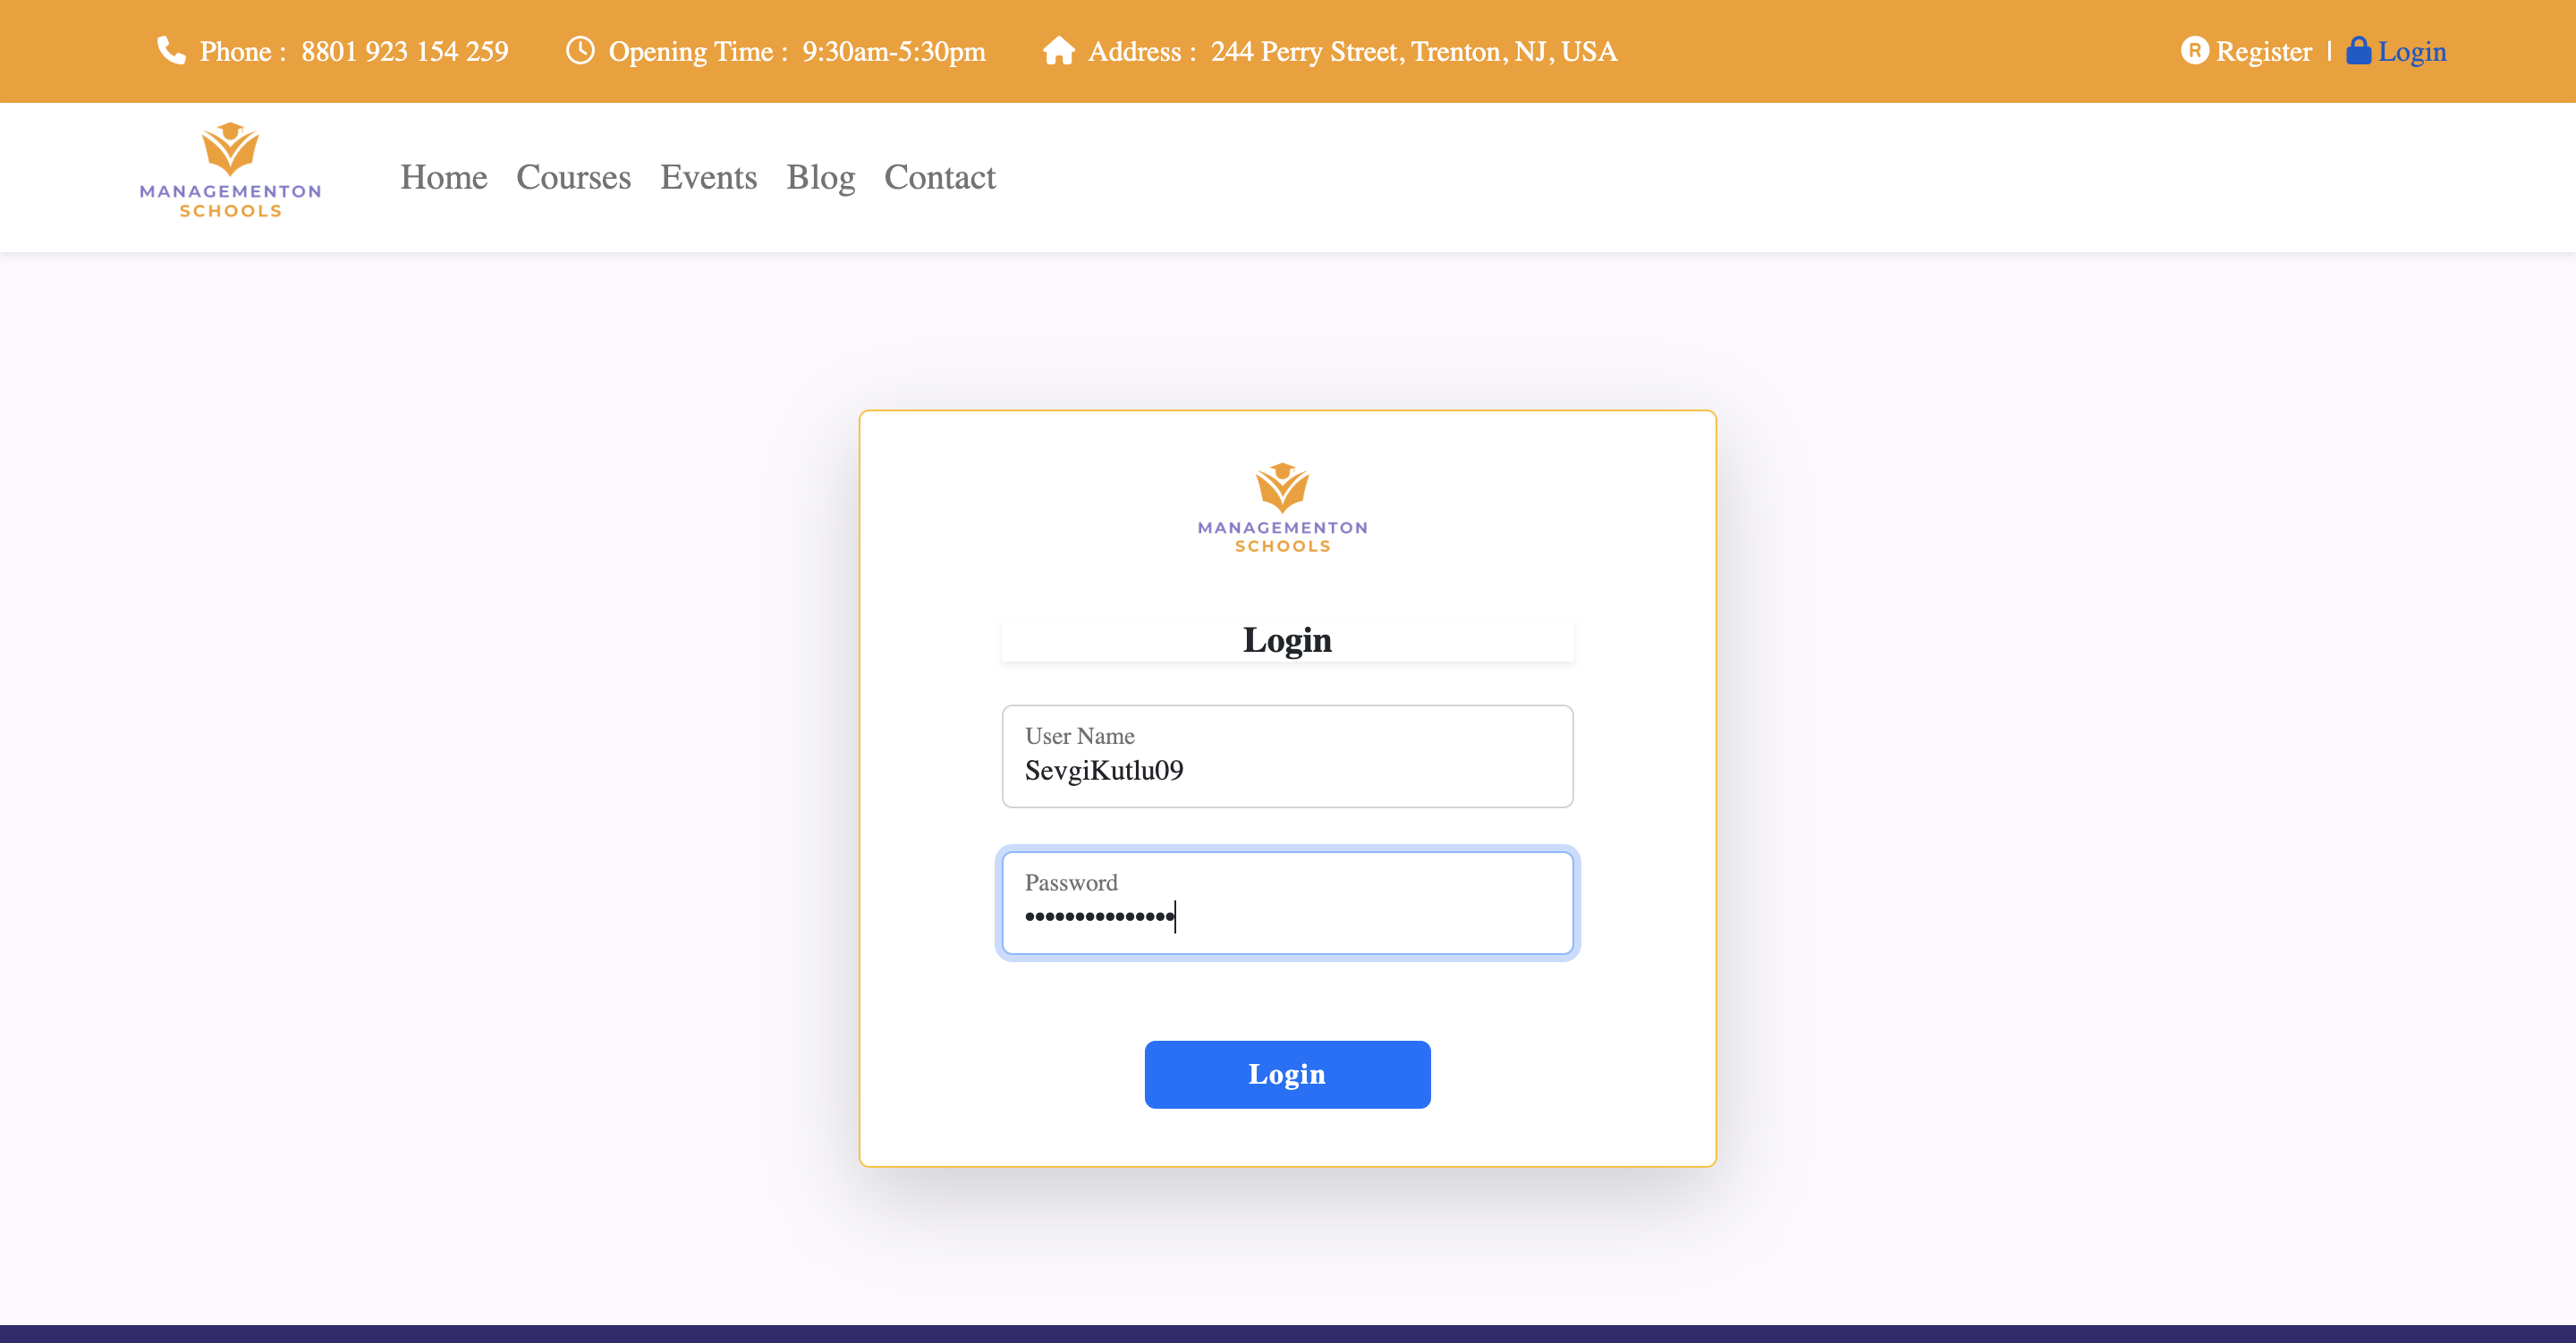 Phone : 8801 923 154 259 Opening Time : 9:30am-5:30pm Address : 244 Perry Street, Trenton, NJ, USA R Register | Login
MANAGEMENTON
SCHOOLS
Home Courses Events Blog Contact
MANAGEMENTON
SCHOOLS
Login
User Name
SevgiKutlu09
Password
•••••••••••••••
Login